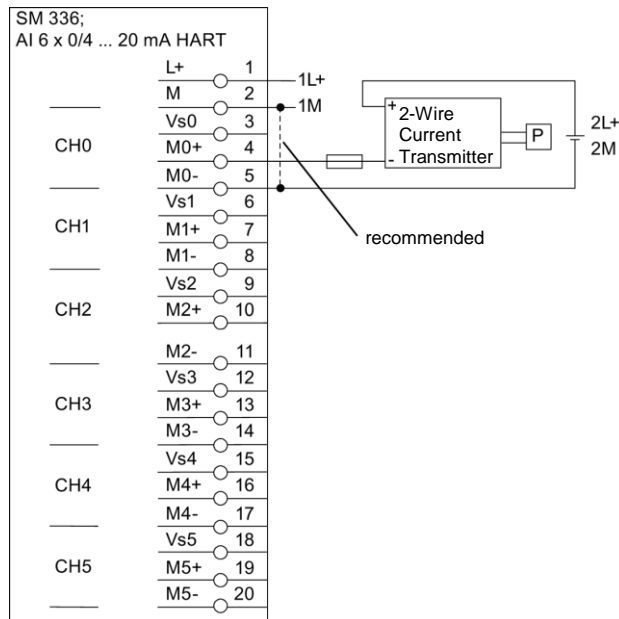 SM 336;
AI 6 x 0/4 ... 20 mA HART
L+ 1
1L+
M 2
1M
CH0
Vs0 3
M0+ 4
M0- 5
+ 2-Wire
Current
- Transmitter
P
2L+
2M
recommended
CH1
Vs1 6
M1+ 7
M1- 8
CH2
Vs2 9
M2+ 10
M2- 11
CH3
Vs3 12
M3+ 13
M3- 14
CH4
Vs4 15
M4+ 16
M4- 17
CH5
Vs5 18
M5+ 19
M5- 20